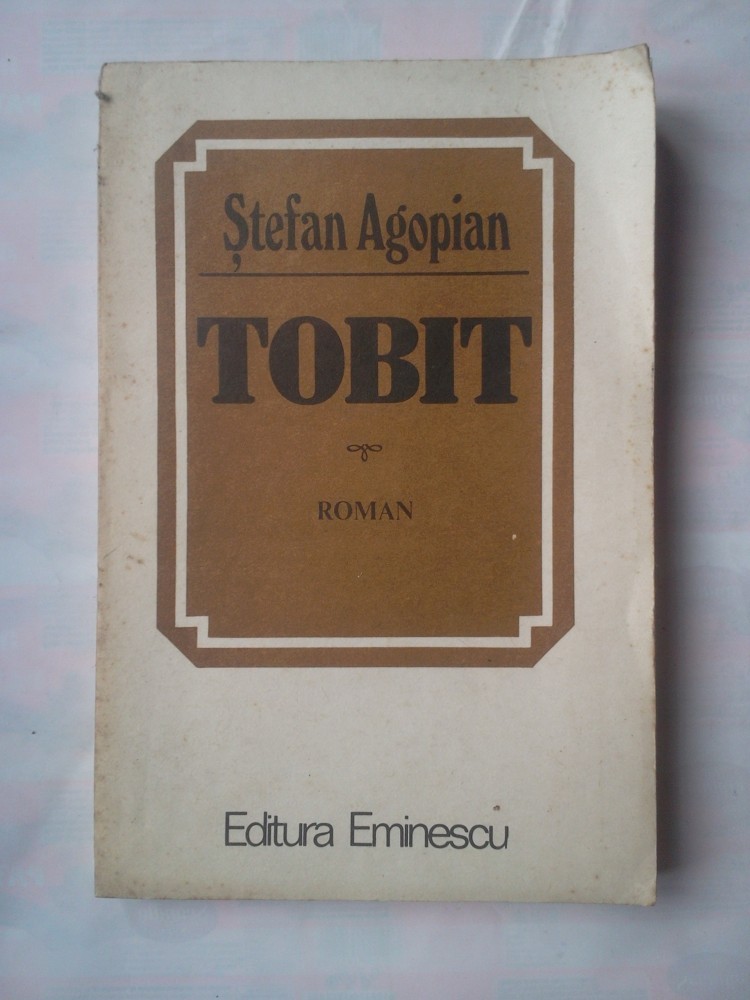 Ștefan Agopian
TOBIT
ROMAN
Editura Eminescu